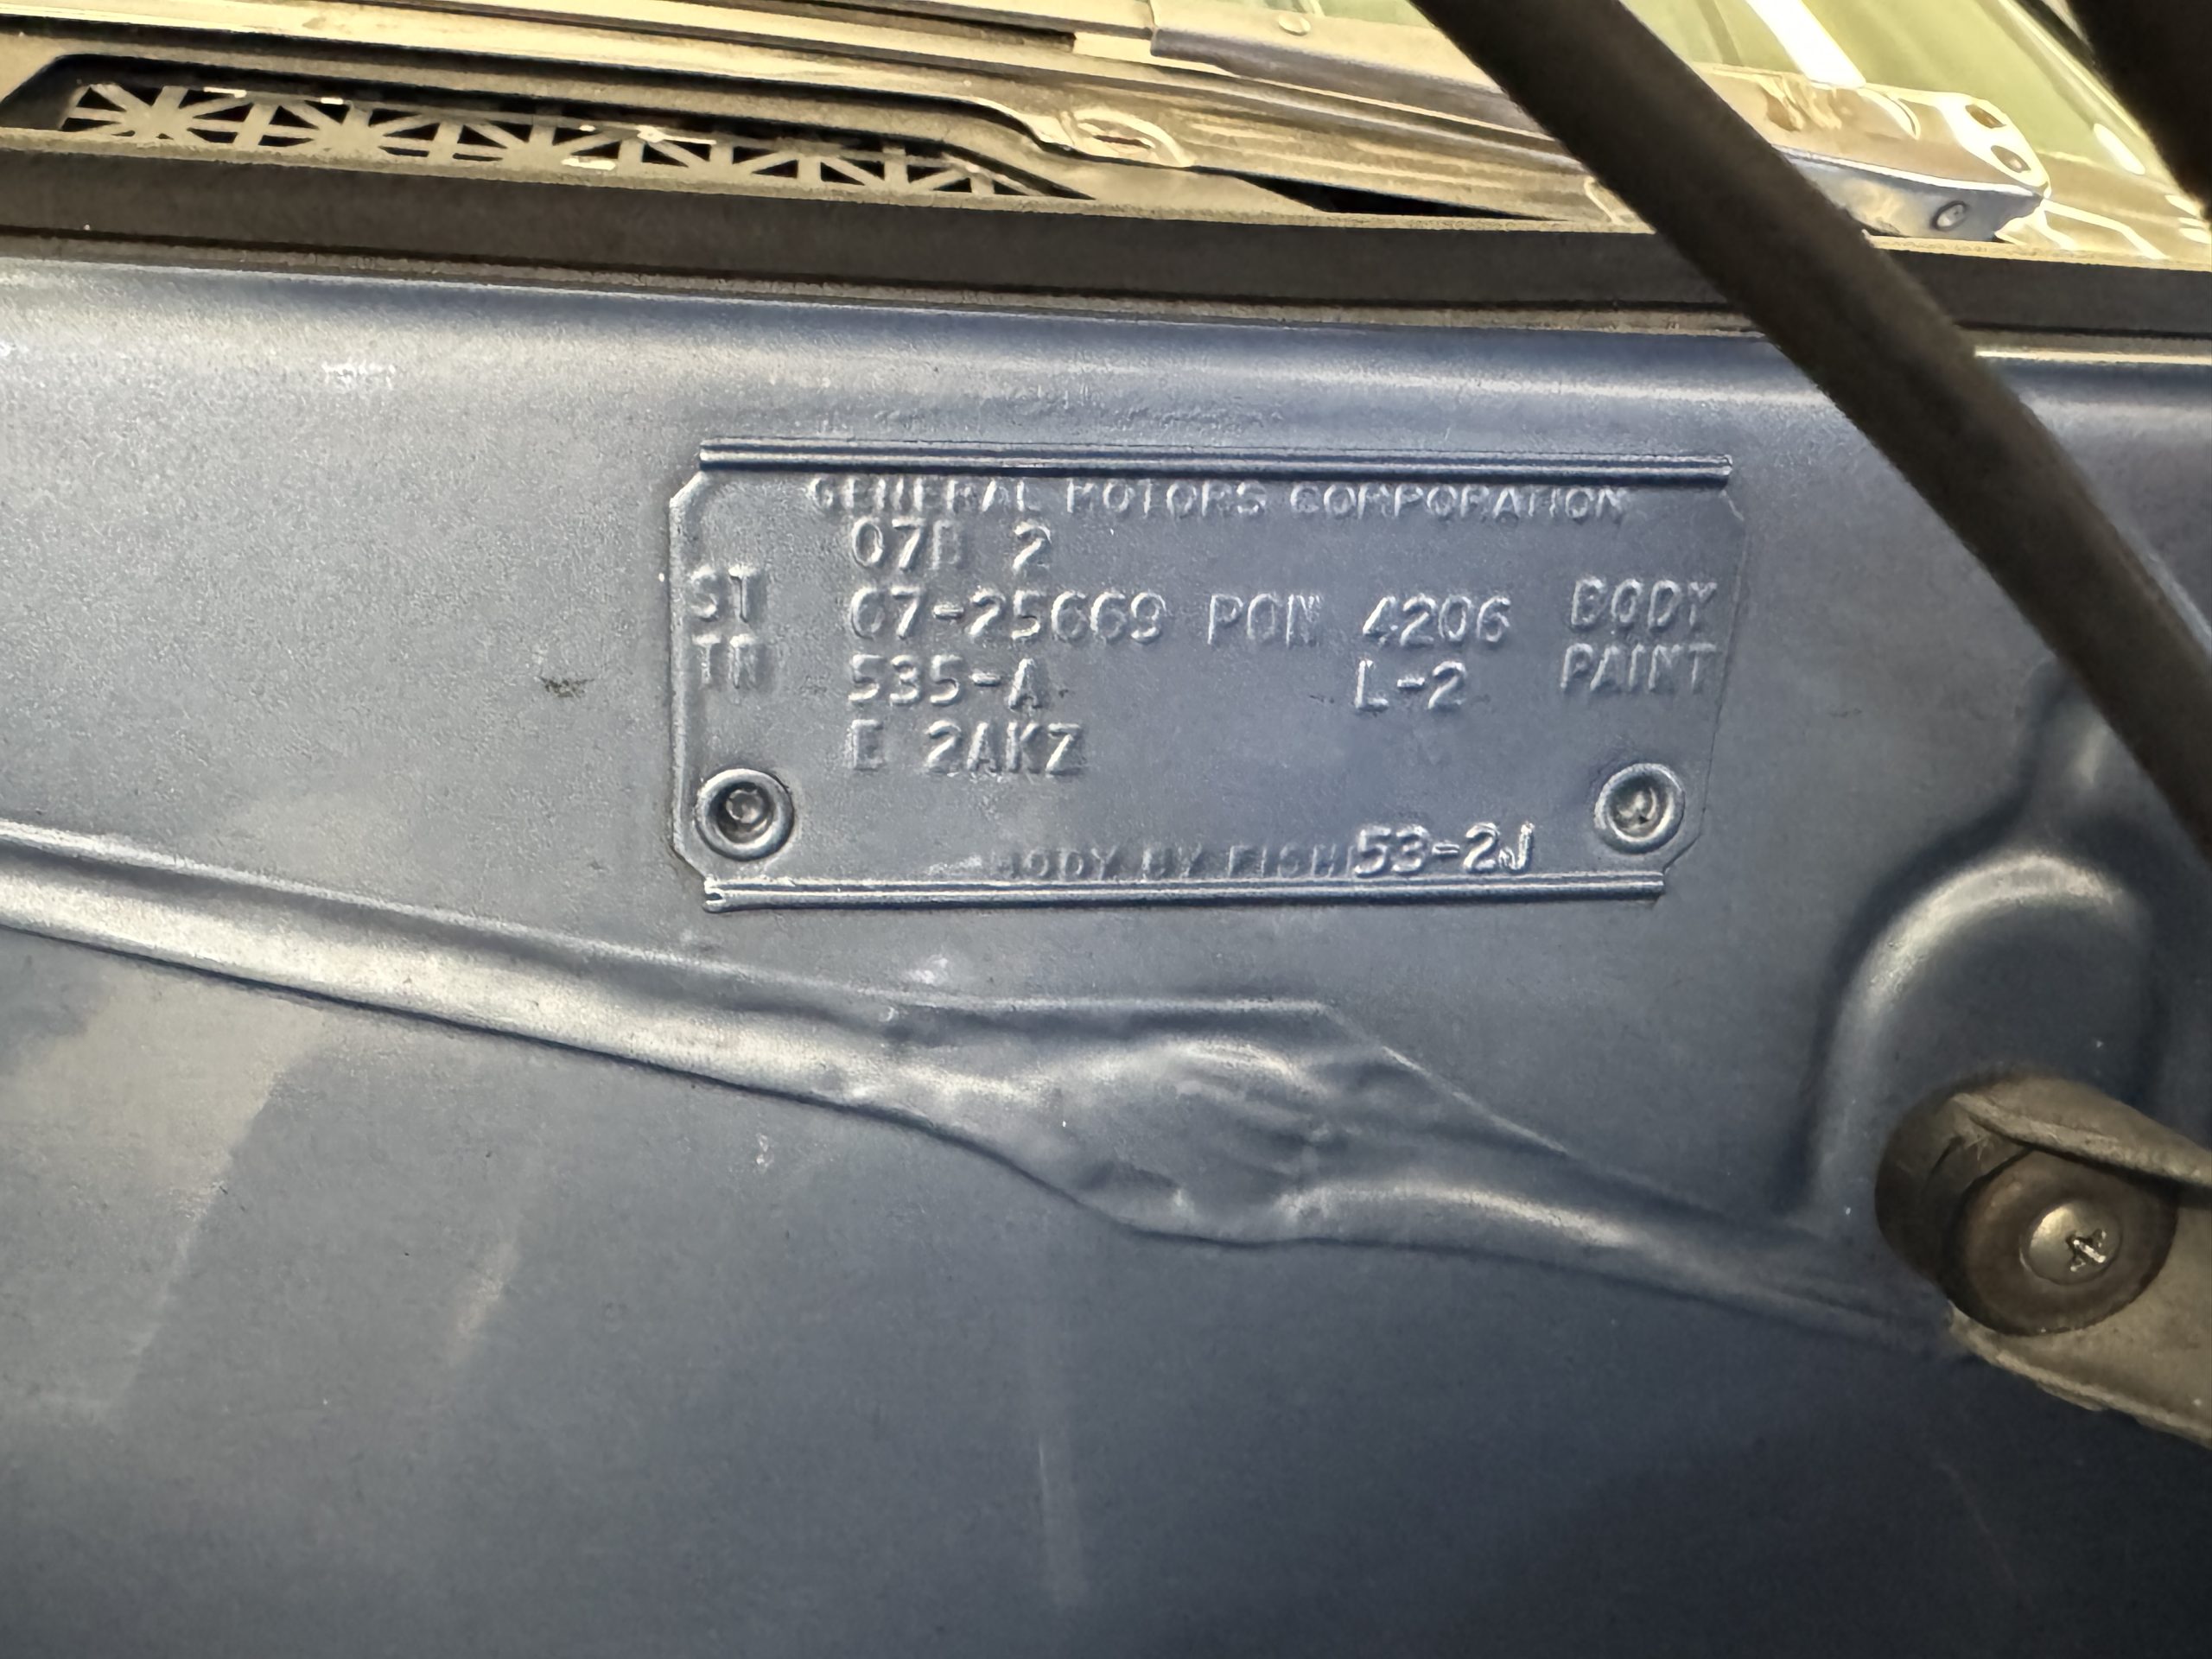 GENERAL MOTORS CORPORATION
07B 2
ST 67-25669 PON 4206 BODY
TR 535-A L-2 PAINT
E 2AKZ
BODY BY FISH 53-2J